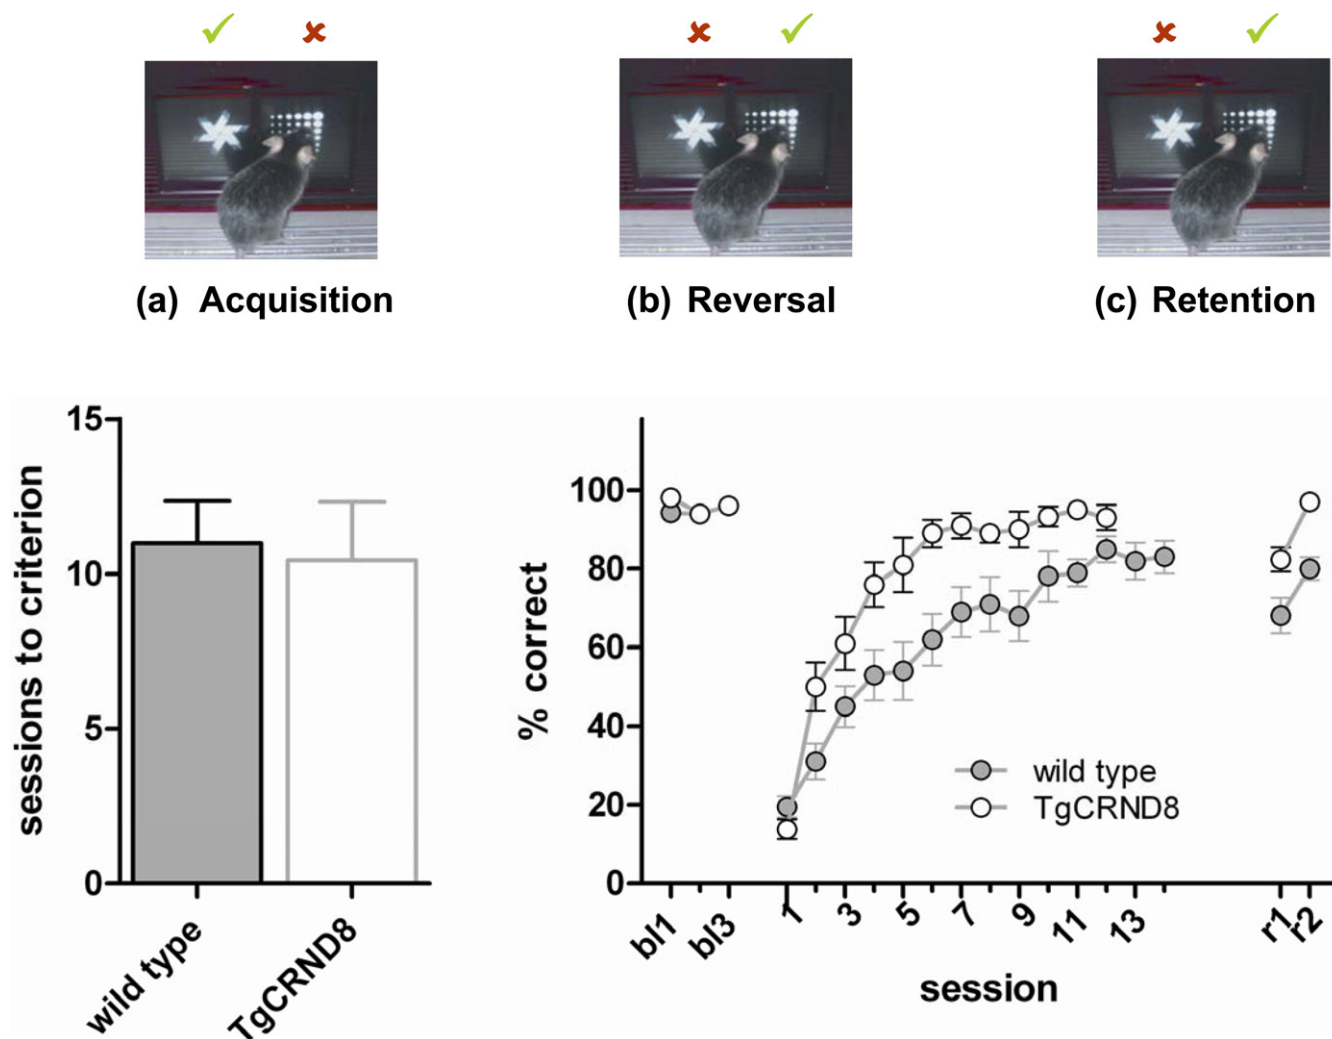 (a) Acquisition
(b) Reversal
(c) Retention
sessions to criterion
15
10
5
0
wild type
TgCRND8
% correct
100
80
60
40
20
0
wild type
TgCRND8
bl1
bl3
1
3
5
7
9
11
13
r1
r2
session